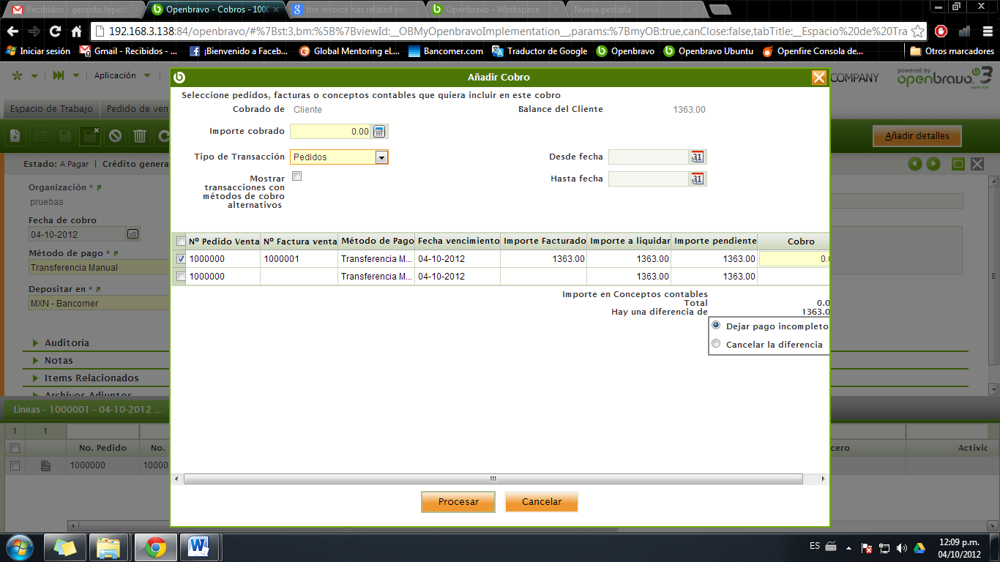 Recibidos - gerardo.lopez
Openbravo - Cobros - 1000
the invoice has related pay
Openbravo - Workspace
Nueva pestaña
192.168.3.138:84/openbravo/#%7Bst:3,bm:%5B%7BviewId:__OBMyOpenbravoImplementation__,params:%7BmyOB:true,canClose:false,tabTitle:__Espacio%20de%20Tra
Iniciar sesión
Gmail - Recibidos - ...
¡Bienvenido a Faceb...
Global Mentoring eL...
Bancomer.com
Traductor de Google
Openbravo
Openbravo Ubuntu
Openfire Consola de...
Otros marcadores
Aplicación
COMPANY
powered by
openbravo 3
agile erp
Espacio de Trabajo
Pedido de ven
Añadir detalles
Estado: A Pagar | Crédito genera
Organización *
pruebas
Fecha de cobro
04-10-2012
Método de pago *
Transferencia Manual
Depositar en *
MXN - Bancomer
Auditoría
Notas
Items Relacionados
Archivos Adjuntos
Añadir Cobro
Seleccione pedidos, facturas o conceptos contables que quiera incluir en este cobro
Cobrado de Cliente
Balance del Cliente 1363.00
Importe cobrado 0.00
Tipo de Transacción Pedidos
Desde fecha 31
Mostrar transacciones con métodos de cobro alternativos
Hasta fecha 31
Nº Pedido Venta Nº Factura venta Método de Pago Fecha vencimiento Importe Facturado Importe a liquidar Importe pendiente Cobro
1000000 1000001 Transferencia M... 04-10-2012 1363.00 1363.00 1363.00 0.0
1000000 Transferencia M... 04-10-2012 1363.00 1363.00
Importe en Conceptos contables
Total 0.0
Hay una diferencia de 1363.0
Dejar pago incompleto
Cancelar la diferencia
Procesar
Cancelar
Lineas - 1000001 - 04-10-2012 ...
1 1
No. Pedido No.
cero Activic
1000000 10000
ES
12:09 p.m.
04/10/2012